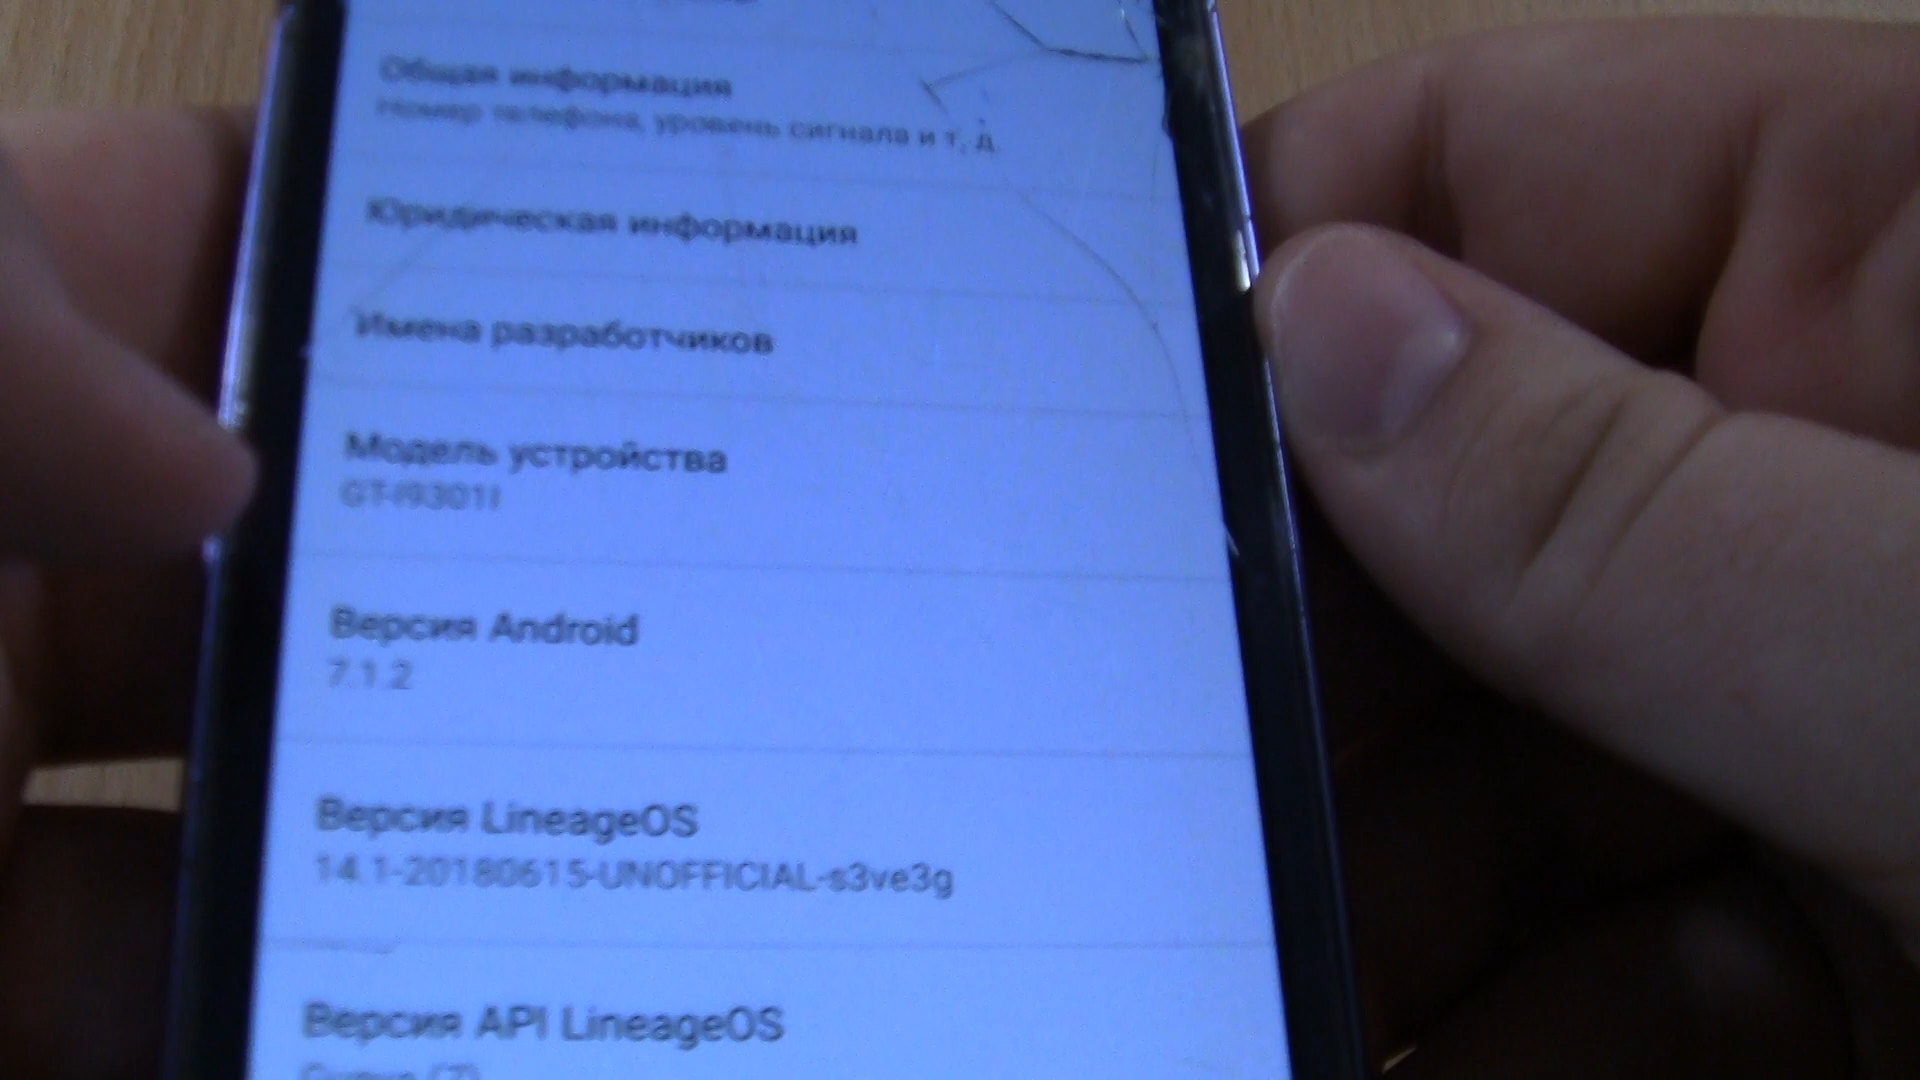 Общая информация
Номер телефона, уровень сигнала и т. д.
Юридическая информация
Имена разработчиков
Модель устройства
GT-I9301I
Версия Android
7.1.2
Версия LineageOS
14.1-20180615-UNOFFICIAL-s3ve3g
Версия API LineageOS